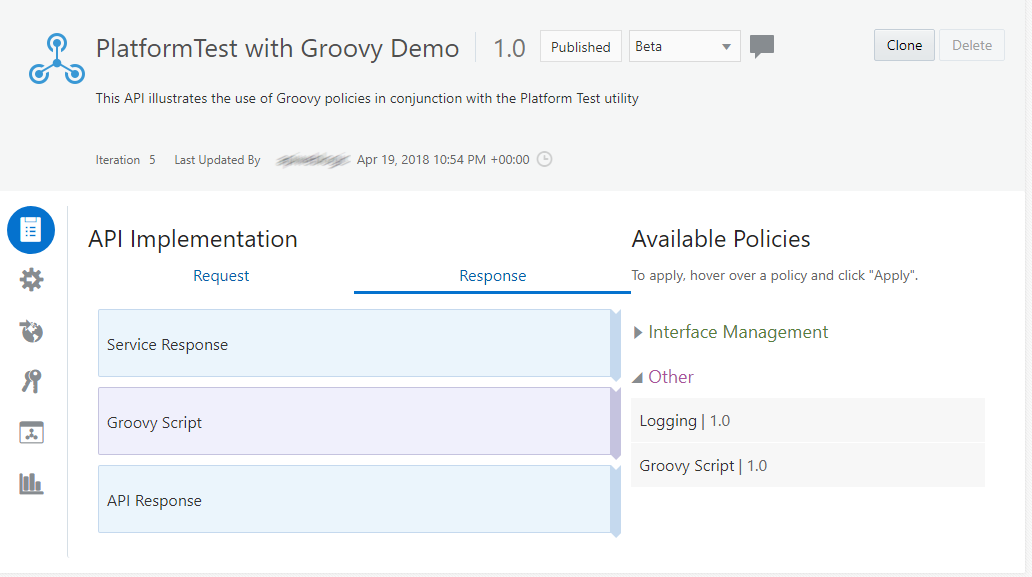 PlatformTest with Groovy Demo 1.0 Published Beta Clone Delete
This API illustrates the use of Groovy policies in conjunction with the Platform Test utility
Iteration 5 Last Updated By Apr 19, 2018 10:54 PM +00:00
API Implementation
Request Response
Service Response
Groovy Script
API Response
Available Policies
To apply, hover over a policy and click "Apply".
Interface Management
Other
Logging | 1.0
Groovy Script | 1.0